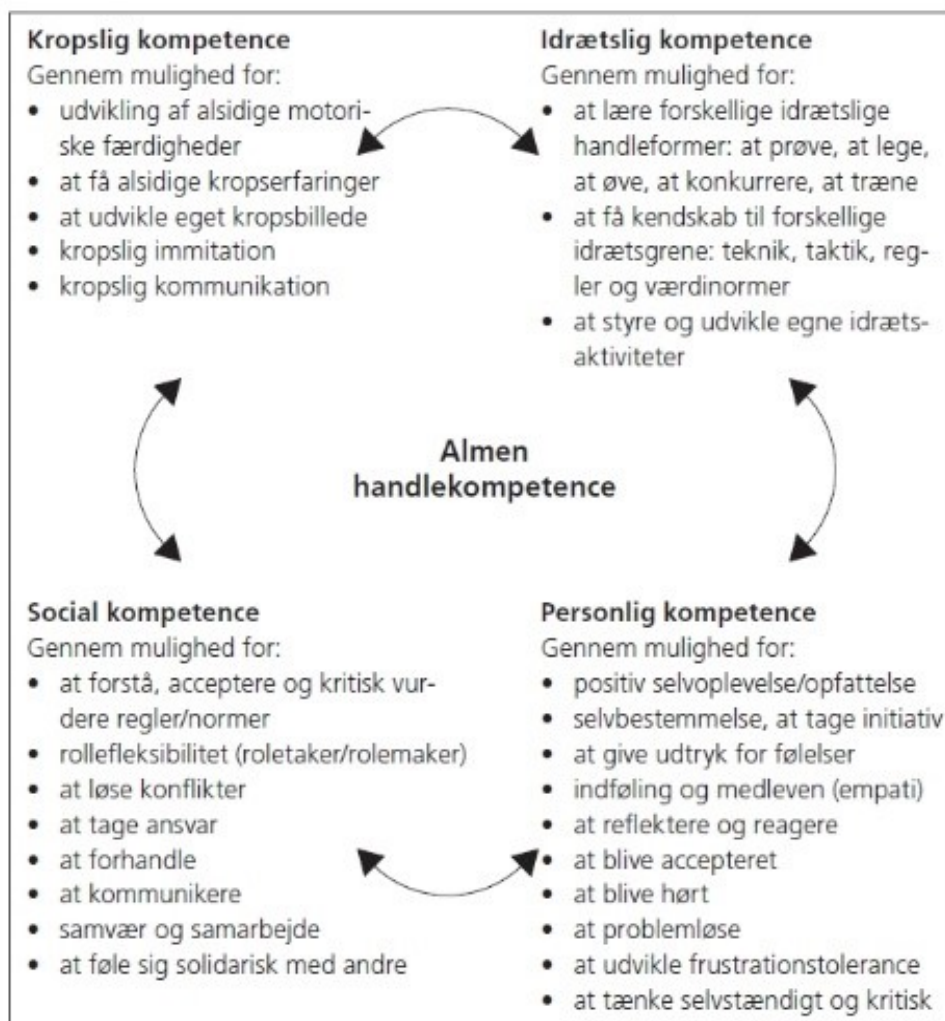 Kropslig kompetence
Gennem mulighed for:
• udvikling af alsidige motori-
ske færdigheder
• at få alsidige kropserfaringer
• at udvikle eget kropsbillede
• kropslig immitation
• kropslig kommunikation
Idrætslig kompetence
Gennem mulighed for:
• at lære forskellige idrætslige
handleformer: at prøve, at lege,
at øve, at konkurrere, at træne
• at få kendskab til forskellige
idrætsgrene: teknik, taktik, reg-
ler og værdinormer
• at styre og udvikle egne idræts-
aktiviteter
Almen
handlekompetence
Social kompetence
Gennem mulighed for:
• at forstå, acceptere og kritisk vur-
dere regler/normer
• rollefleksibilitet (roletaker/rolemaker)
• at løse konflikter
• at tage ansvar
• at forhandle
• at kommunikere
• samvær og samarbejde
• at føle sig solidarisk med andre
Personlig kompetence
Gennem mulighed for:
• positiv selvoplevelse/opfattelse
• selvbestemmelse, at tage initiativ
• at give udtryk for følelser
• indføling og medleven (empati)
• at reflektere og reagere
• at blive accepteret
• at blive hørt
• at problemløse
• at udvikle frustrationstolerance
• at tænke selvstændigt og kritisk